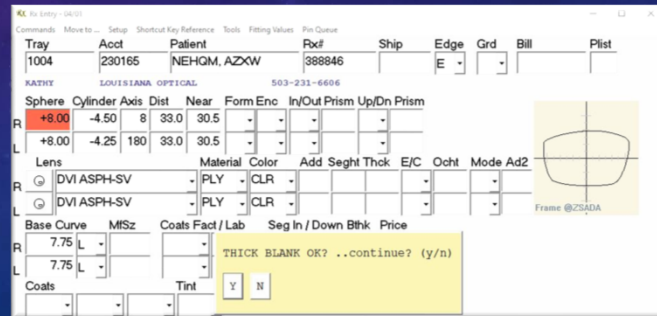 Rx Entry - 04/01
Commands Move to ... Setup Shortcut Key Reference Tools Fitting Values Pin Queue
Tray Acct Patient Rx# Ship Edge Grd Bill Plist
1004 230165 NEHQM, AZXW 388846 E
KATHY LOUISIANA OPTICAL 503-231-6606
Sphere Cylinder Axis Dist Near Form Enc In/Out Prism Up/Dn Prism
R +8.00 -4.50 8 33.0 30.5
L +8.00 -4.25 180 33.0 30.5
Lens Material Color Add Seght Thck E/C Ocht Mode Ad2
R DVI ASPH-SV PLY CLR
L DVI ASPH-SV PLY CLR
Frame @ZSADA
Base Curve MfSz Coats Fact / Lab Seg In / Down Bthk Price
R 7.75 L
L 7.75 L
THICK BLANK OK? ..continue? (y/n)
Y N
Coats Tint